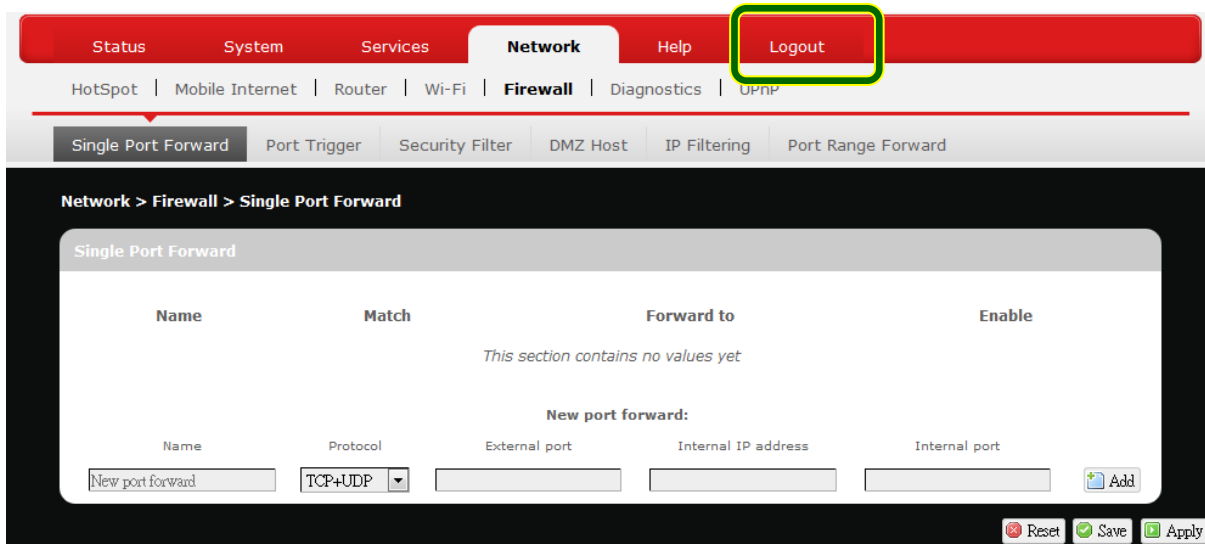 Status System Services Network Help Logout
HotSpot | Mobile Internet | Router | Wi-Fi | Firewall | Diagnostics | UPnP
Single Port Forward Port Trigger Security Filter DMZ Host IP Filtering Port Range Forward
Network > Firewall > Single Port Forward
Single Port Forward
Name Match Forward to Enable
This section contains no values yet
New port forward:
Name Protocol External port Internal IP address Internal port
New port forward TCP+UDP Add
Reset Save Apply